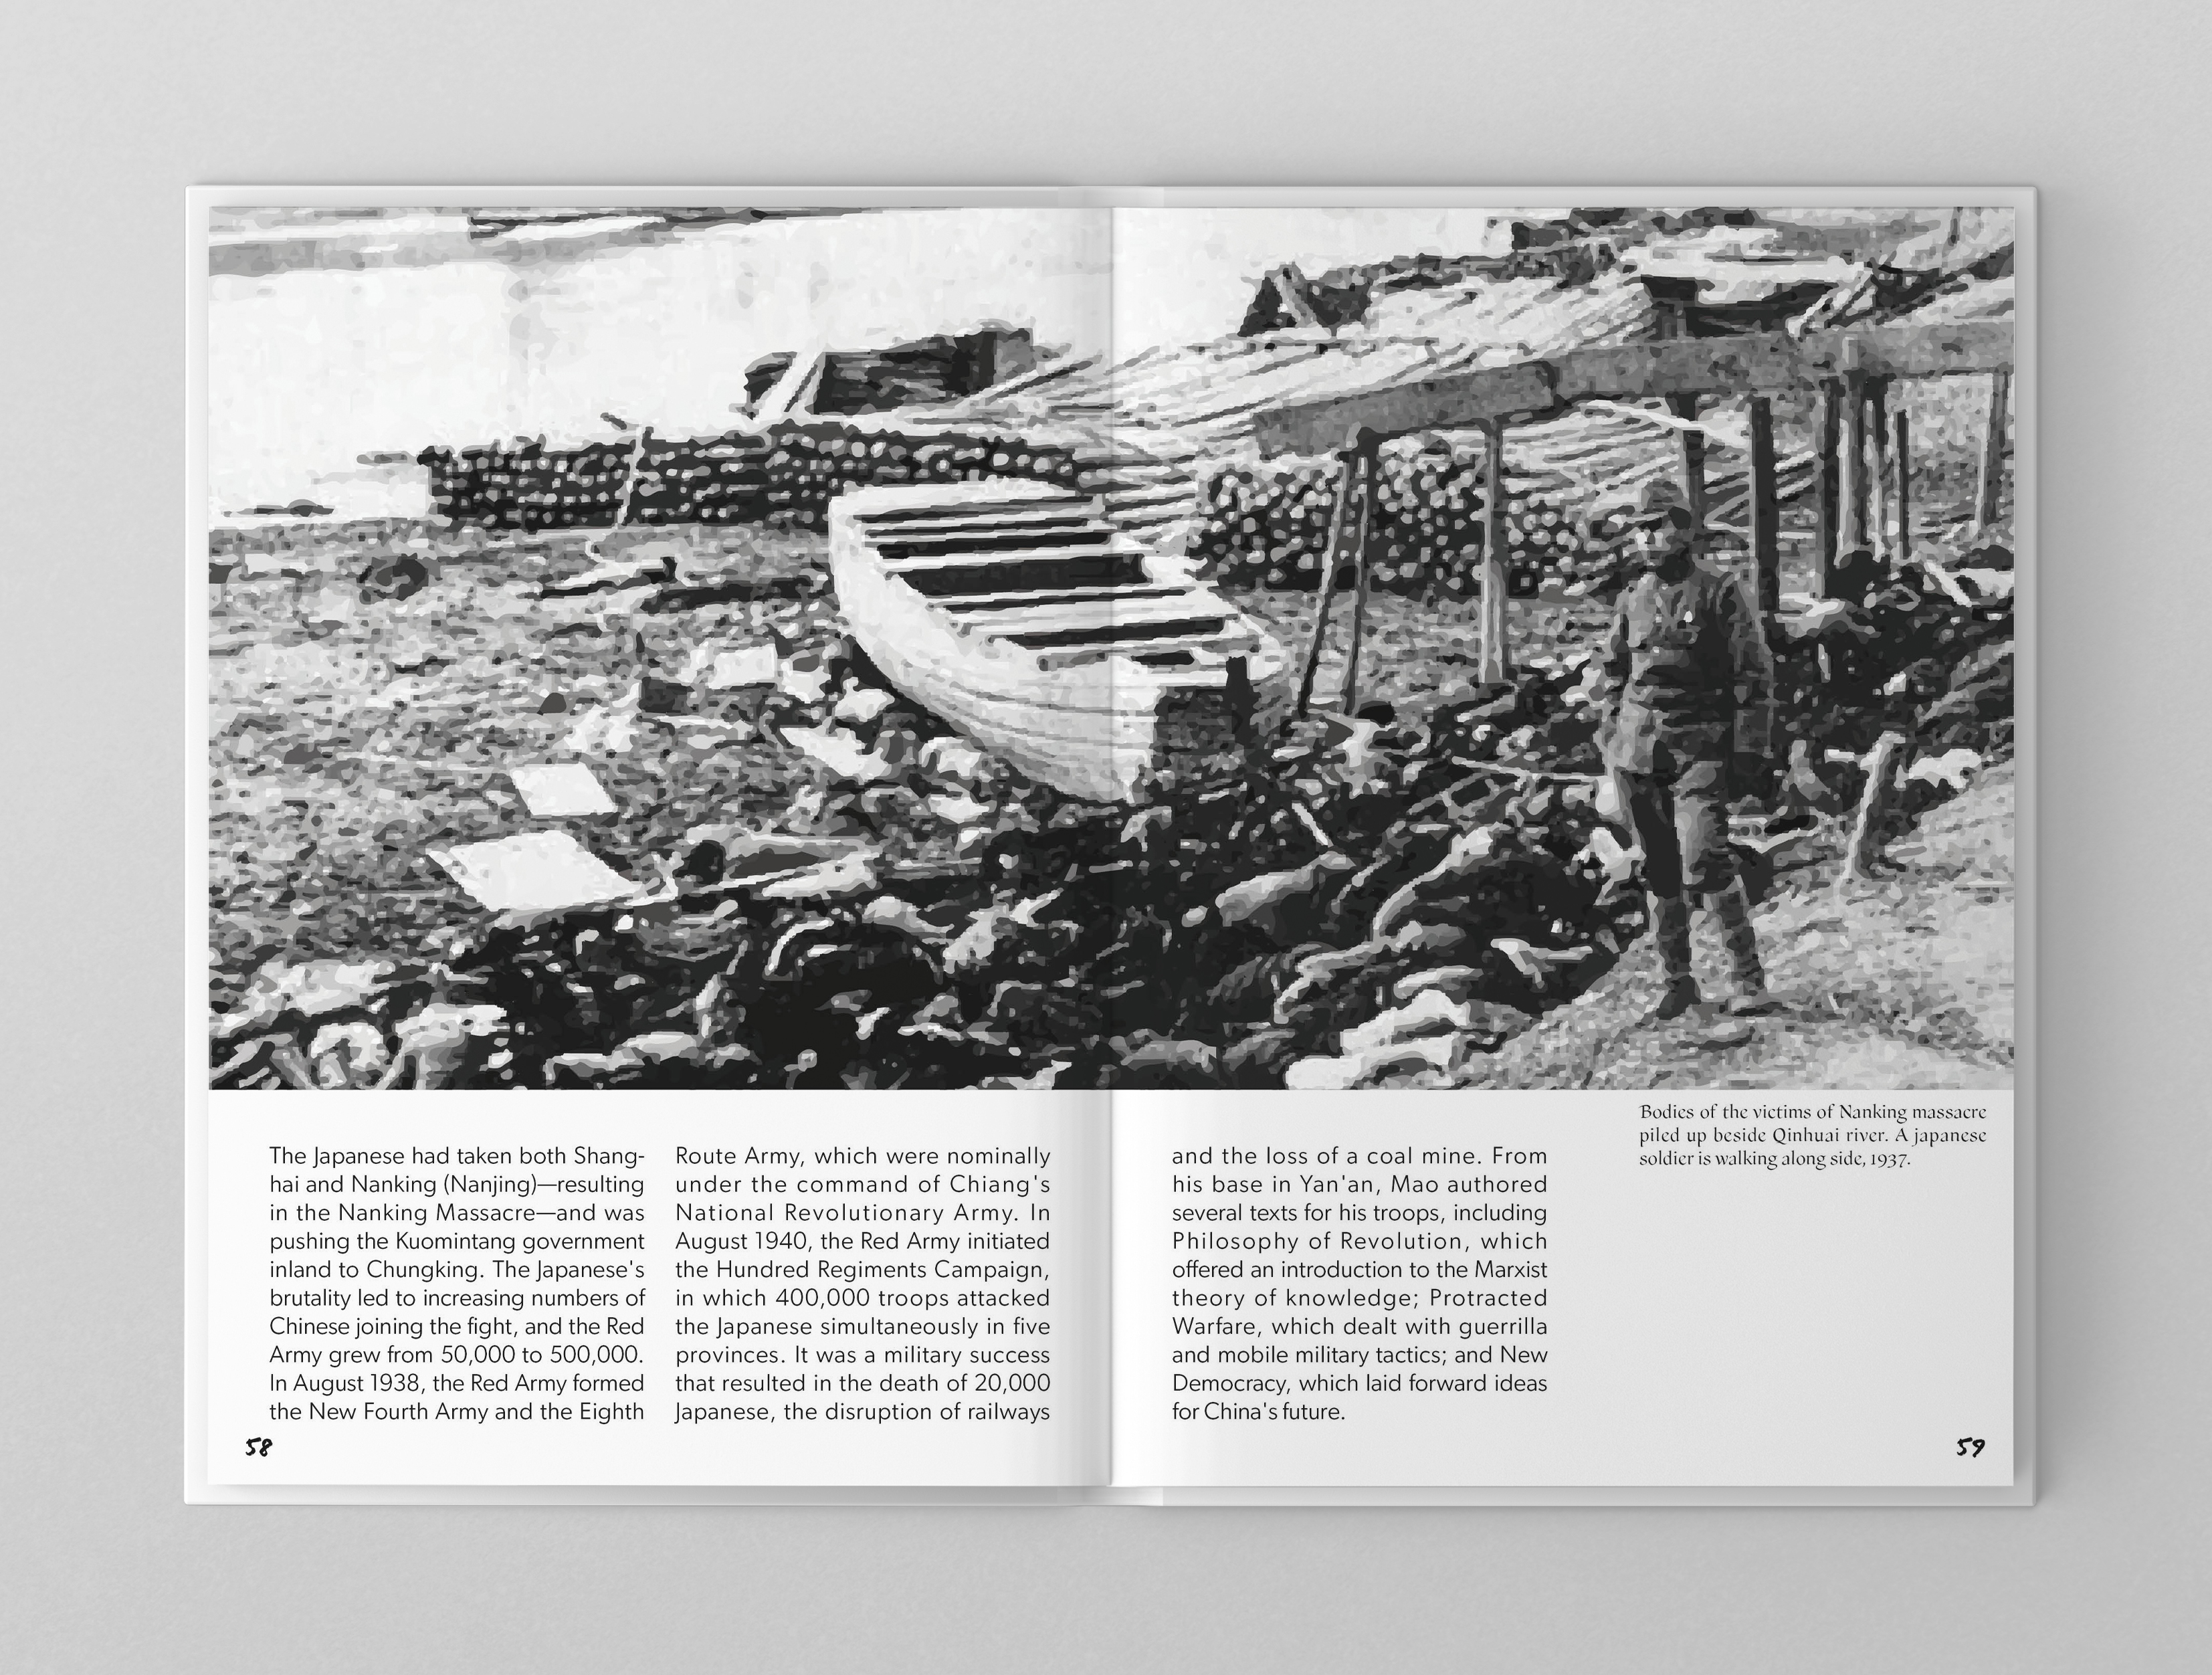 The Japanese had taken both Shang-
hai and Nanking (Nanjing)—resulting
in the Nanking Massacre—and was
pushing the Kuomintang government
inland to Chungking. The Japanese's
brutality led to increasing numbers of
Chinese joining the fight, and the Red
Army grew from 50,000 to 500,000.
In August 1938, the Red Army formed
the New Fourth Army and the Eighth
58
Route Army, which were nominally
under the command of Chiang's
National Revolutionary Army. In
August 1940, the Red Army initiated
the Hundred Regiments Campaign,
in which 400,000 troops attacked
the Japanese simultaneously in five
provinces. It was a military success
that resulted in the death of 20,000
Japanese, the disruption of railways
and the loss of a coal mine. From
his base in Yan'an, Mao authored
several texts for his troops, including
Philosophy of Revolution, which
offered an introduction to the Marxist
theory of knowledge; Protracted
Warfare, which dealt with guerrilla
and mobile military tactics; and New
Democracy, which laid forward ideas
for China's future.
Bodies of the victims of Nanking massacre
piled up beside Qinhuai river. A japanese
soldier is walking along side, 1937.
59